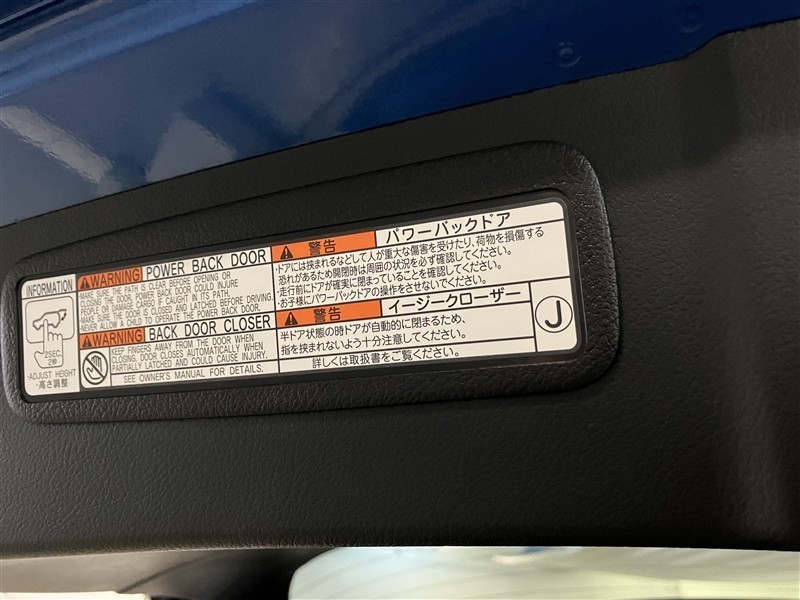 INFORMATION
2SEC.
2秒
・ADJUST HEIGHT
・高さ調整
WARNING POWER BACK DOOR
・MAKE SURE THE PATH IS CLEAR BEFORE OPENING OR
CLOSING THE DOOR. POWER BACK DOOR COULD INJURE
PEOPLE OR DAMAGE CARGO IF CAUGHT IN ITS PATH.
・MAKE SURE THE DOOR IS CLOSED AND LATCHED BEFORE DRIVING.
・NEVER ALLOW A CHILD TO OPERATE THE POWER BACK DOOR.
WARNING BACK DOOR CLOSER
KEEP FINGERS AWAY FROM THE DOOR WHEN
CLOSING. DOOR CLOSES AUTOMATICALLY WHEN
PARTIALLY LATCHED AND COULD CAUSE INJURY.
SEE OWNER'S MANUAL FOR DETAILS.
警告 パワーバックドア
・ドアには挟まれるなどして人が重大な傷害を受けたり、荷物を損傷する
恐れがあるため開閉時は周囲の状況を必ず確認してください。
・走行前にドアが確実に閉まっていることを確認してください。
・お子様にパワーバックドアの操作をさせないでください。
警告 イージークローザー
半ドア状態の時ドアが自動的に閉まるため、
指を挟まれないよう十分注意してください。
詳しくは取扱書をご覧ください。
J